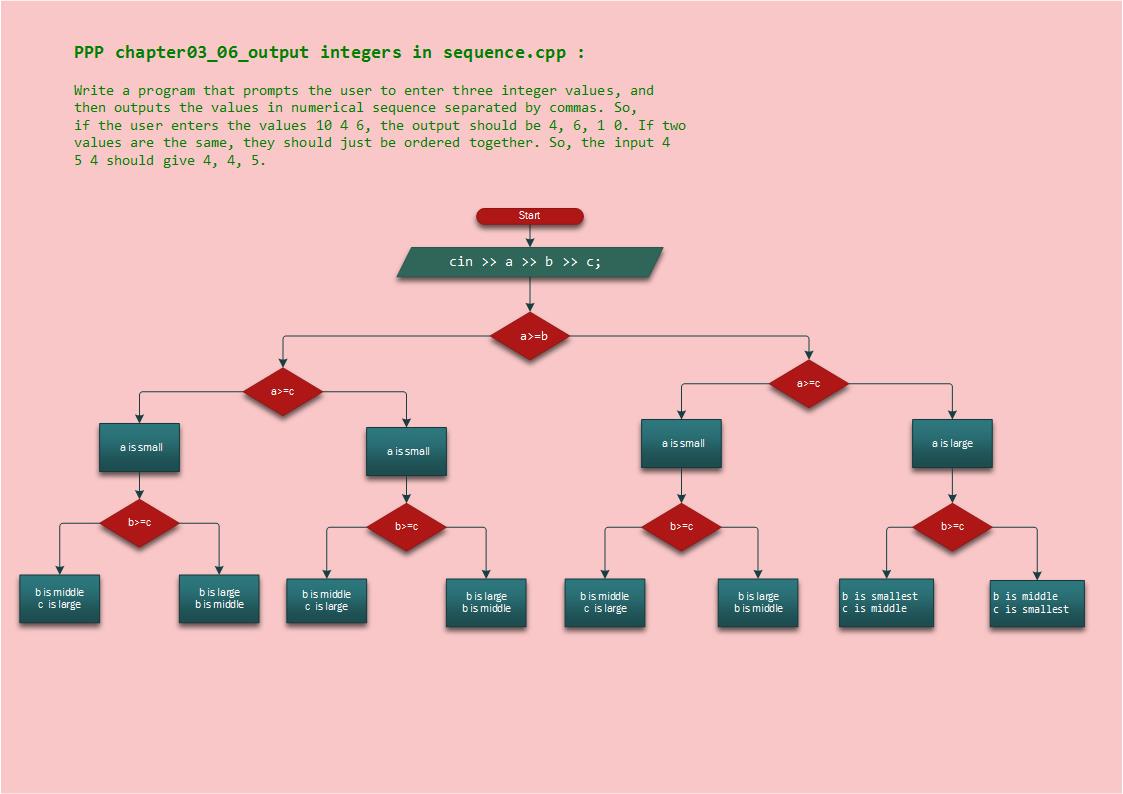 PPP chapter03_06_output integers in sequence.cpp :
Write a program that prompts the user to enter three integer values, and
then outputs the values in numerical sequence separated by commas. So,
if the user enters the values 10 4 6, the output should be 4, 6, 1 0. If two
values are the same, they should just be ordered together. So, the input 4
5 4 should give 4, 4, 5.
Start
cin >> a >> b >> c;
a>=b
a>=c
a>=c
a is small
a is small
a is small
a is large
b>=c
b>=c
b>=c
b>=c
b is middle
c is large
b is large
b is middle
b is middle
c is large
b is large
b is middle
b is middle
c is large
b is large
b is middle
b is smallest
c is middle
b is middle
c is smallest